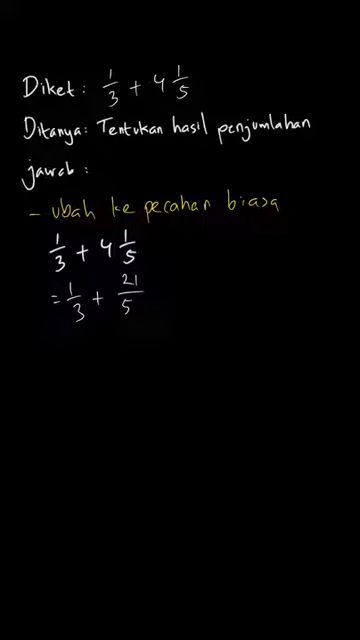 Diket : 1/3 + 4 1/5
Ditanya : Tentukan hasil penjumlahan
jawab :
- ubah ke pecahan biasa
1/3 + 4 1/5
= 1/3 + 21/5